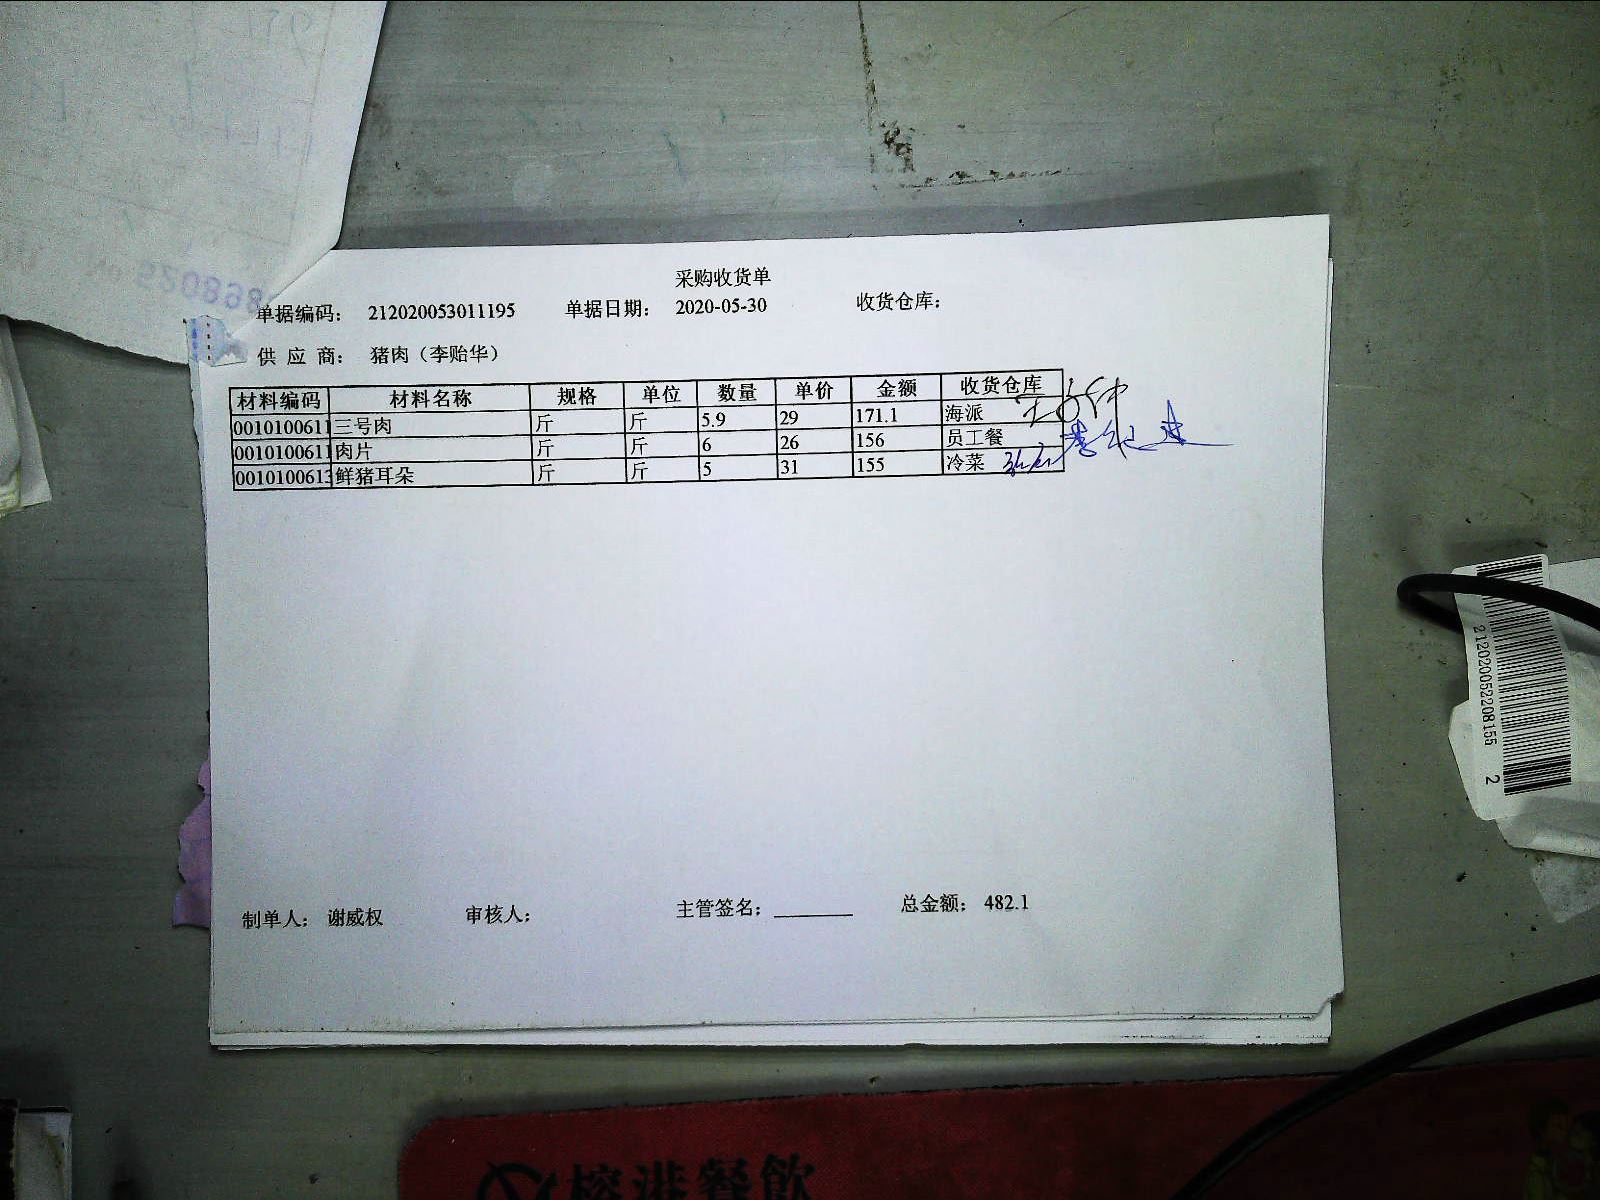 采购收货单
单据编码： 212020053011195 单据日期： 2020-05-30 收货仓库：
供 应 商： 猪肉（李贻华）
材料编码 材料名称 规格 单位 数量 单价 金额 收货仓库
0010100611 三号肉 斤 斤 5.9 29 171.1 海派
0010100611 肉片 斤 斤 6 26 156 员工餐
0010100613 鲜猪耳朵 斤 斤 5 31 155 冷菜
制单人： 谢威权 审核人： 主管签名：________ 总金额： 482.1
212020052208155 2
榕港餐飲